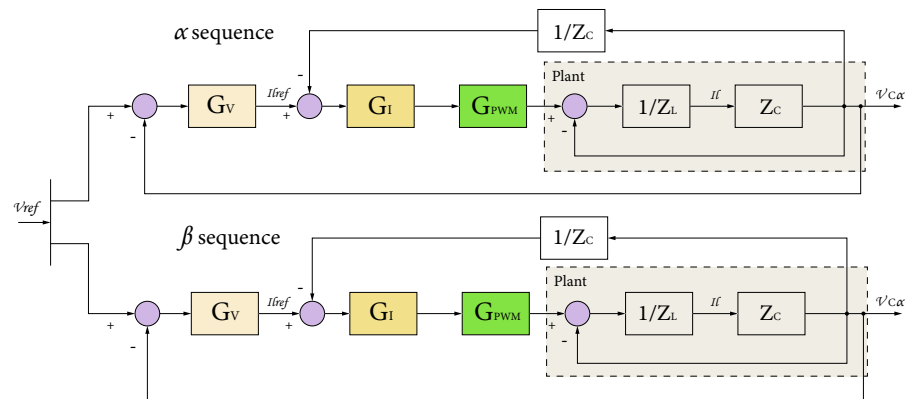 α sequence
1/ZC
Plant
-
Ilref
Il
VCα
GV
GI
GPWM
1/ZL
ZC
+
-
+
+
-
Vref
β sequence
1/ZC
Plant
-
Ilref
Il
VCα
GV
GI
GPWM
1/ZL
ZC
+
-
+
+
-